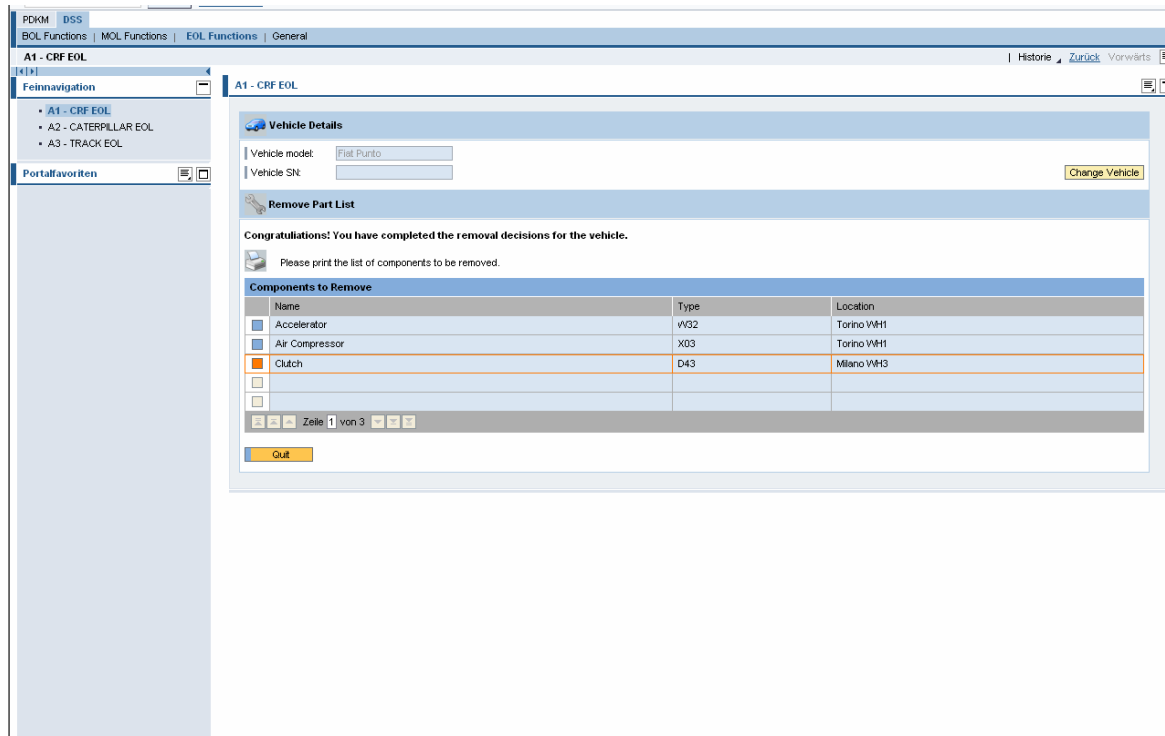 PDKM DSS
BOL Functions | MOL Functions | EOL Functions | General
A1 - CRF EOL | Historie Zurück Vorwärts
Feinnavigation
A1 - CRF EOL
A2 - CATERPILLAR EOL
A3 - TRACK EOL
Portalfavoriten
A1 - CRF EOL
Vehicle Details
Vehicle model: Fiat Punto
Vehicle SN: Change Vehicle
Remove Part List
Congratuliations! You have completed the removal decisions for the vehicle.
Please print the list of components to be removed.
Components to Remove
Name Type Location
Accelerator W32 Torino WH1
Air Compressor X03 Torino WH1
Clutch D43 Milano WH3
Zeile 1 von 3
Quit